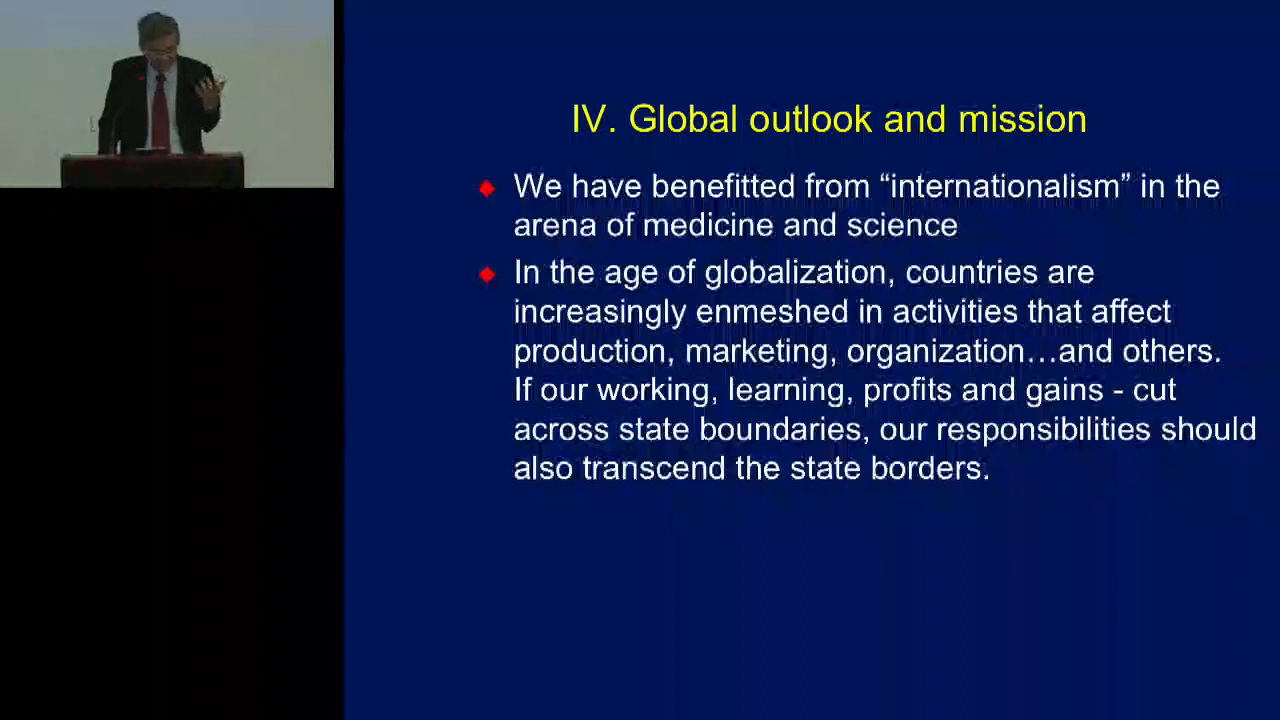 IV. Global outlook and mission
We have benefitted from “internationalism” in the
arena of medicine and science
In the age of globalization, countries are
increasingly enmeshed in activities that affect
production, marketing, organization…and others.
If our working, learning, profits and gains - cut
across state boundaries, our responsibilities should
also transcend the state borders.